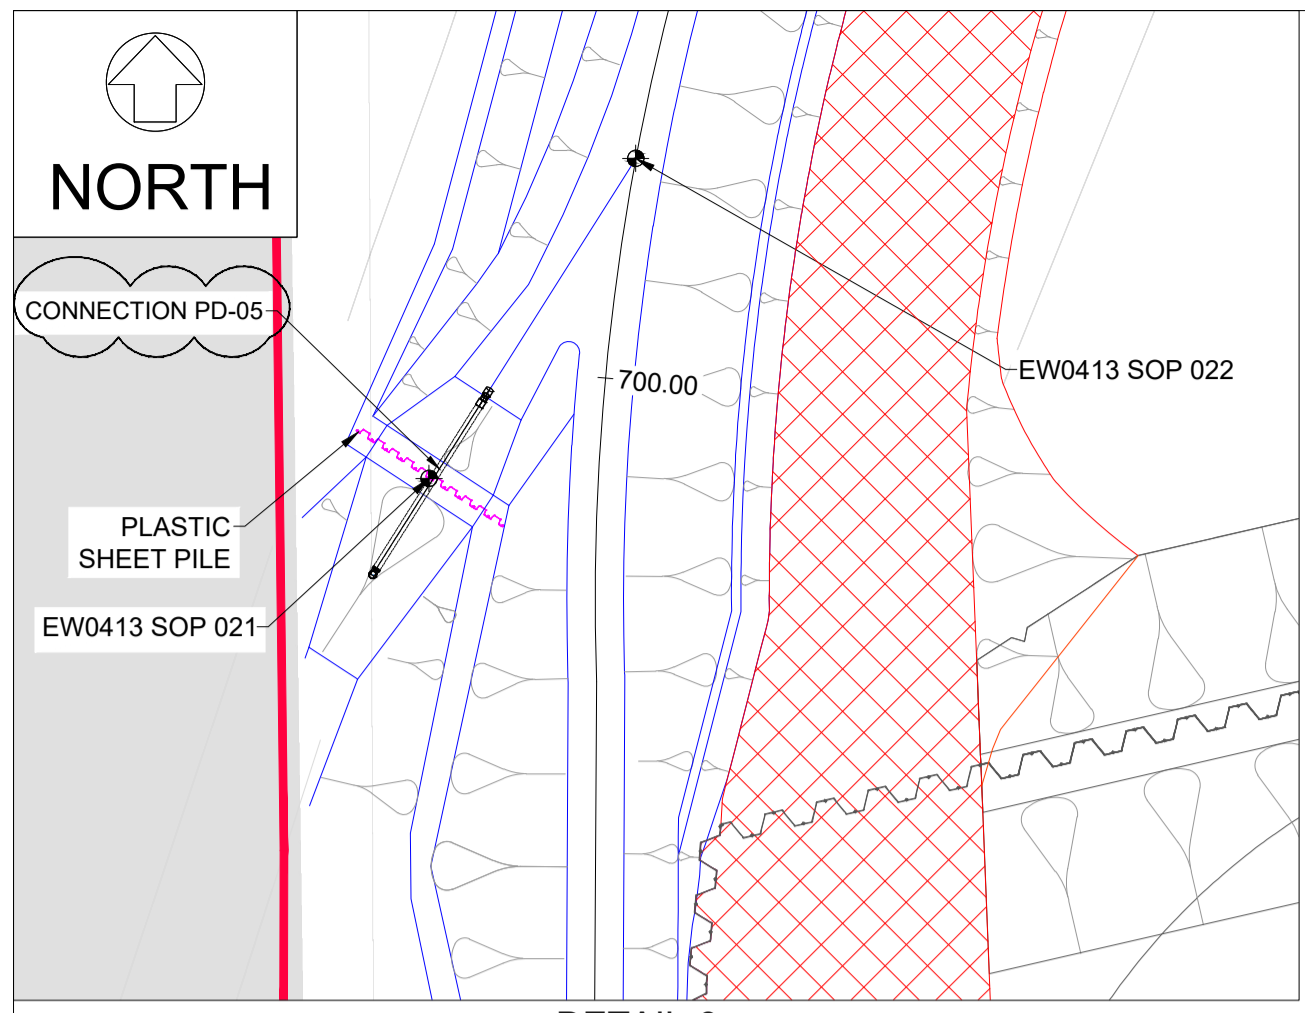 NORTH
CONNECTION PD-05
EW0413 SOP 022
700.00
PLASTIC
SHEET PILE
EW0413 SOP 021